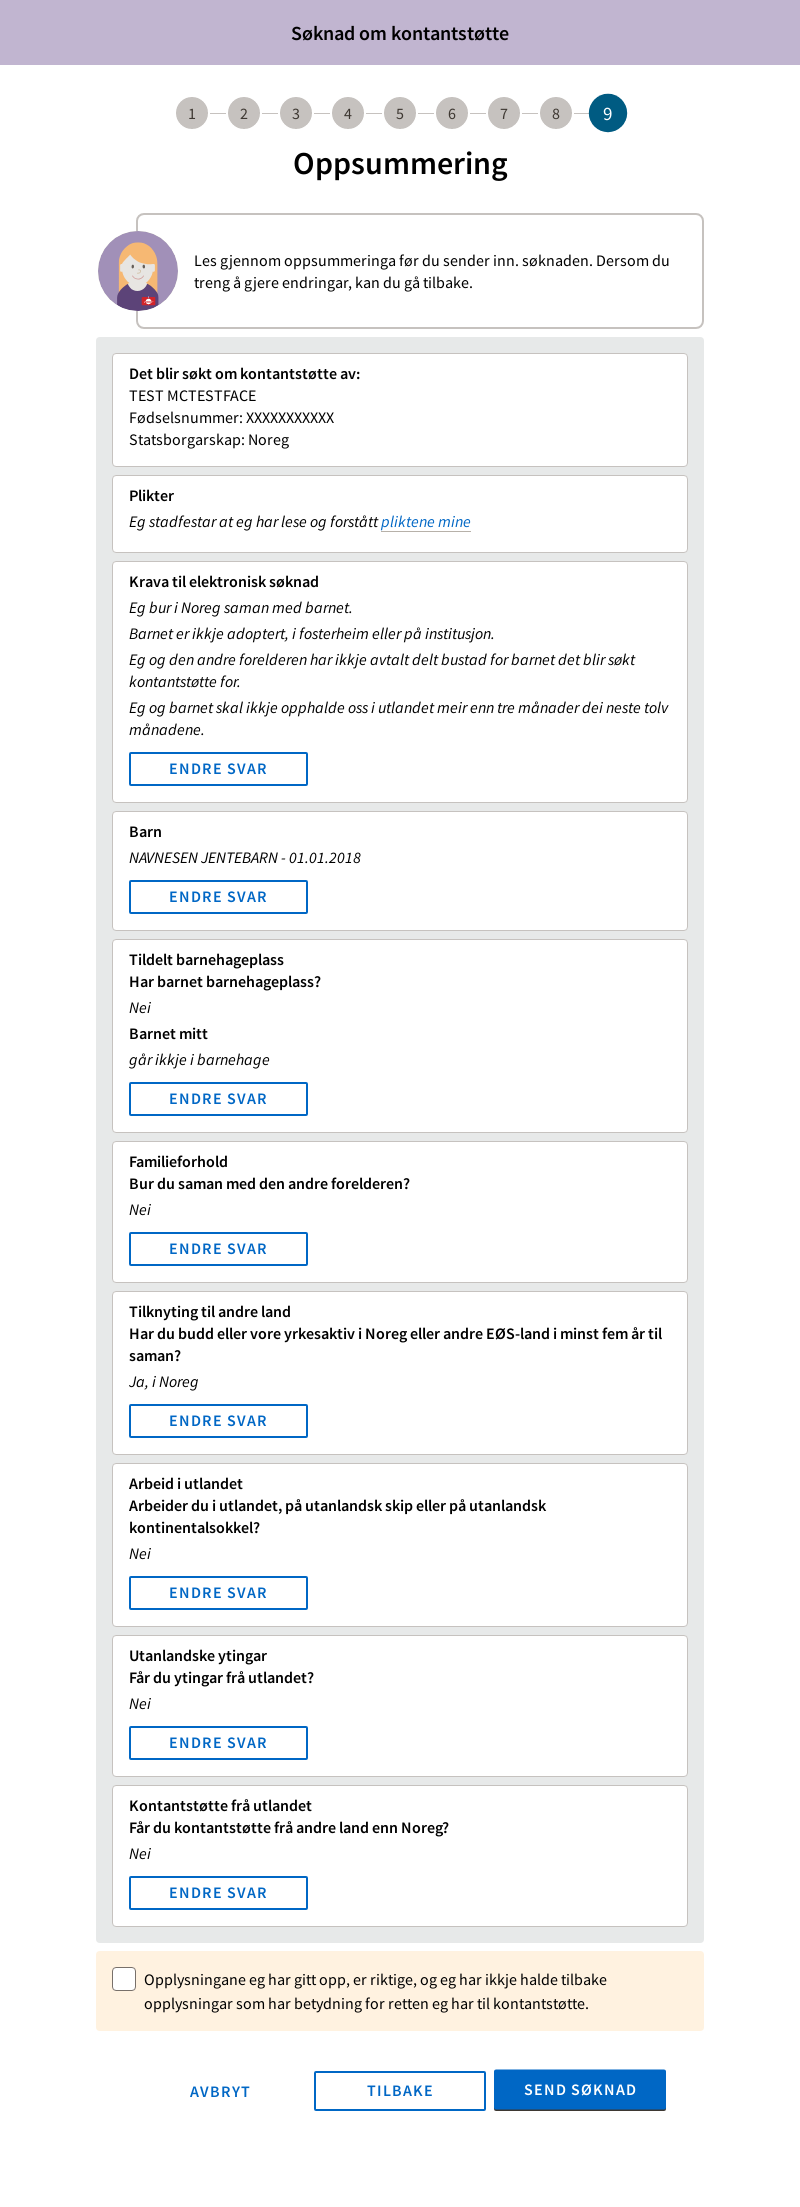 Søknad om kontantstøtte
1 2 3 4 5 6 7 8 9
Oppsummering
Les gjennom oppsummeringa før du sender inn. søknaden. Dersom du
treng å gjere endringar, kan du gå tilbake.
Det blir søkt om kontantstøtte av:
TEST MCTESTFACE
Fødselsnummer: XXXXXXXXXXX
Statsborgarskap: Noreg
Plikter
Eg stadfestar at eg har lese og forstått pliktene mine
Krava til elektronisk søknad
Eg bur i Noreg saman med barnet.
Barnet er ikkje adoptert, i fosterheim eller på institusjon.
Eg og den andre forelderen har ikkje avtalt delt bustad for barnet det blir søkt
kontantstøtte for.
Eg og barnet skal ikkje opphalde oss i utlandet meir enn tre månader dei neste tolv
månadene.
ENDRE SVAR
Barn
NAVNESEN JENTEBARN - 01.01.2018
ENDRE SVAR
Tildelt barnehageplass
Har barnet barnehageplass?
Nei
Barnet mitt
går ikkje i barnehage
ENDRE SVAR
Familieforhold
Bur du saman med den andre forelderen?
Nei
ENDRE SVAR
Tilknyting til andre land
Har du budd eller vore yrkesaktiv i Noreg eller andre EØS-land i minst fem år til
saman?
Ja, i Noreg
ENDRE SVAR
Arbeid i utlandet
Arbeider du i utlandet, på utanlandsk skip eller på utanlandsk
kontinentalsokkel?
Nei
ENDRE SVAR
Utanlandske ytingar
Får du ytingar frå utlandet?
Nei
ENDRE SVAR
Kontantstøtte frå utlandet
Får du kontantstøtte frå andre land enn Noreg?
Nei
ENDRE SVAR
Opplysningane eg har gitt opp, er riktige, og eg har ikkje halde tilbake
opplysningar som har betydning for retten eg har til kontantstøtte.
AVBRYT TILBAKE SEND SØKNAD